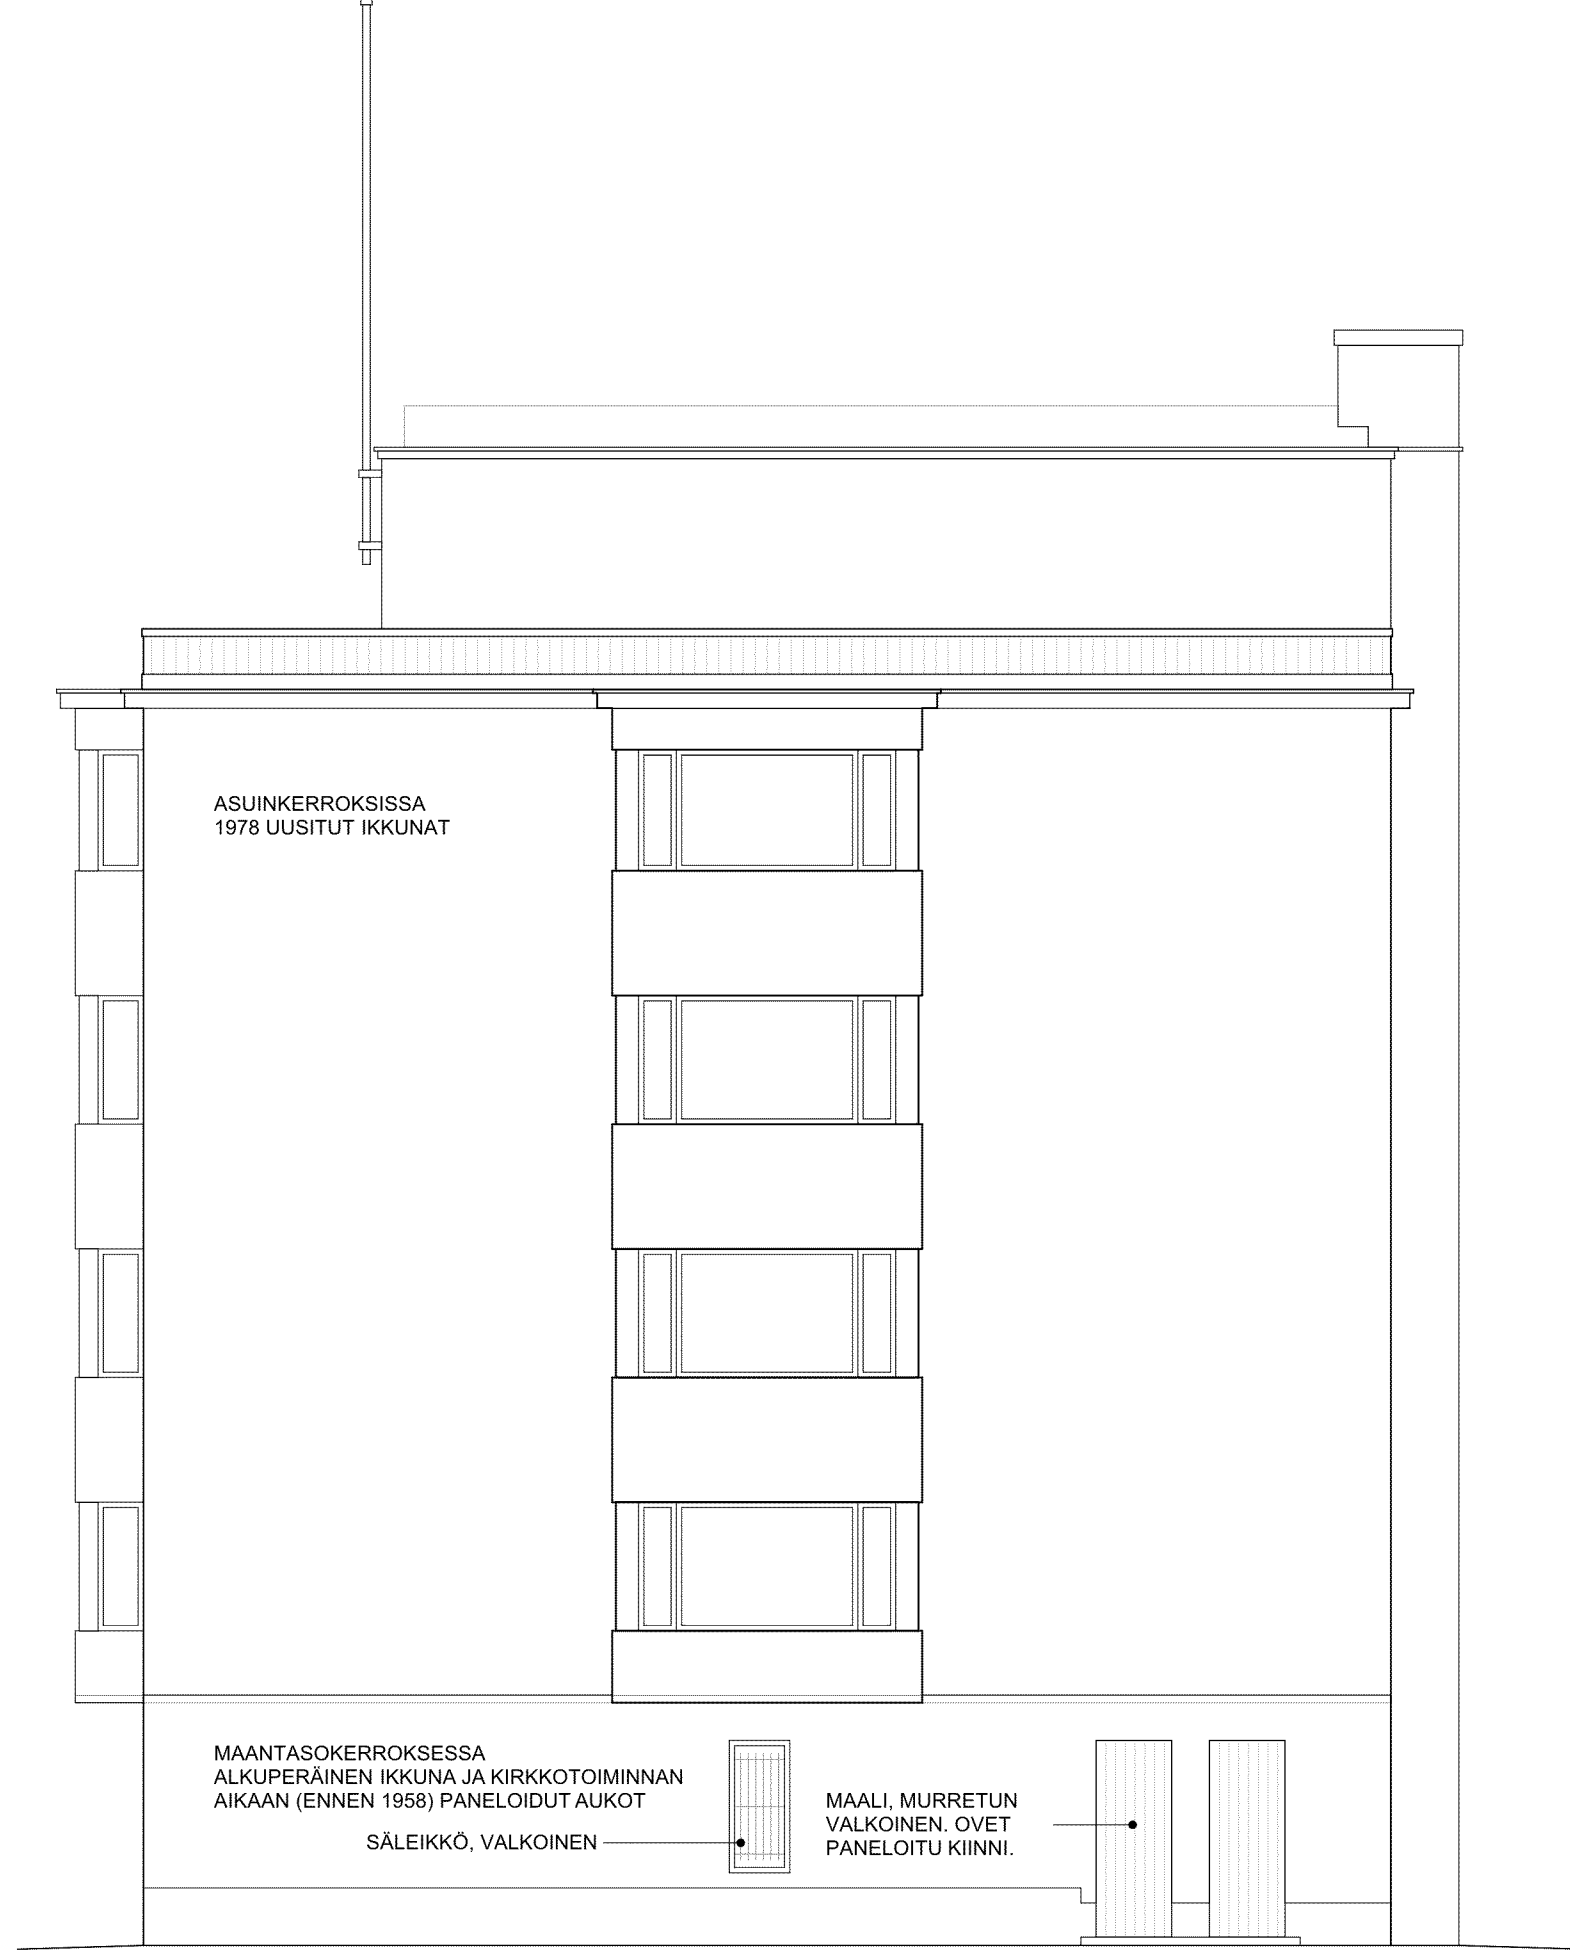 ASUINKERROKSISSA
1978 UUSITUT IKKUNAT
MAANTASOKERROKSESSA
ALKUPERÄINEN IKKUNA JA KIRKKOTOIMINNAN
AIKAAN (ENNEN 1958) PANELOIDUT AUKOT
SÄLEIKKÖ, VALKOINEN
MAALI, MURRETUN
VALKOINEN. OVET
PANELOITU KIINNI.